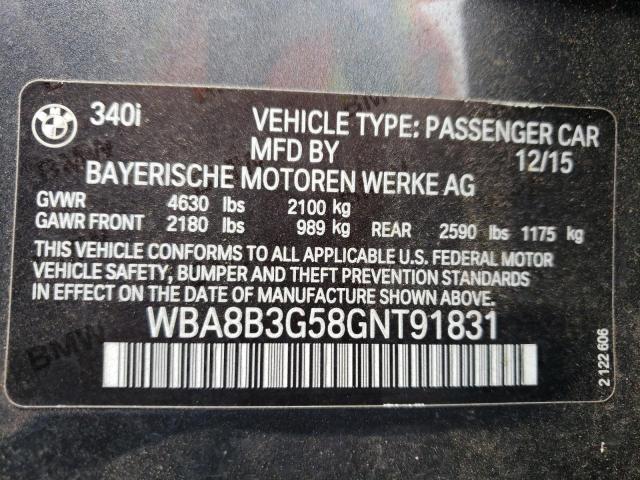 BMW 340i VEHICLE TYPE: PASSENGER CAR
MFD BY 12/15
BAYERISCHE MOTOREN WERKE AG
GVWR 4630 lbs 2100 kg
GAWR FRONT 2180 lbs 989 kg REAR 2590 lbs 1175 kg
THIS VEHICLE CONFORMS TO ALL APPLICABLE U.S. FEDERAL MOTOR
VEHICLE SAFETY, BUMPER AND THEFT PREVENTION STANDARDS
IN EFFECT ON THE DATE OF MANUFACTURE SHOWN ABOVE.
WBA8B3G58GNT91831
2 122 606
BMW